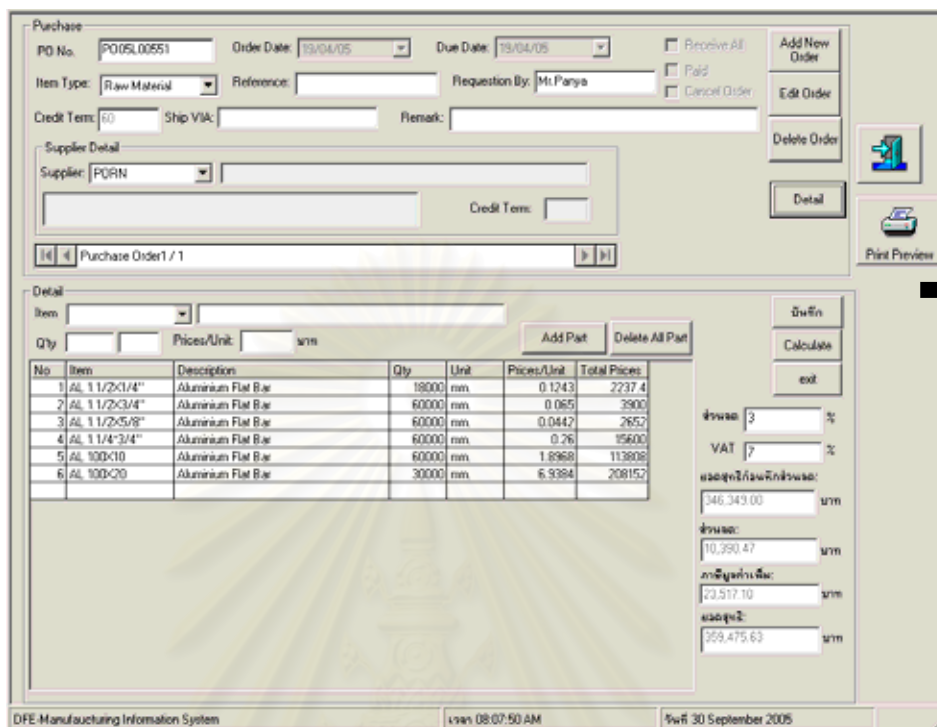 Purchase
PO No. PO05L00551 Order Date: 19/04/05 Due Date: 19/04/05 Receive All Add New Order
Item Type: Raw Material Reference: Requestion By: Mr.Panya Paid
Cancel Order Edit Order
Credit Term: 60 Ship VIA: Remark:
Delete Order
Supplier Detail
Supplier: PORN
Detail
Credit Term:
Purchase Order1 / 1
Print Preview
Detail
Item บันทึก
Q'ty Prices/Unit: บาท Add Part Delete All Part Calculate
No Item Description Qty Unit Prices/Unit Total Prices
exit
1 AL 1.1/2X1/4" Aluminium Flat Bar 18000 mm. 0.1243 2237.4
2 AL 1.1/2X3/4" Aluminium Flat Bar 60000 mm. 0.065 3900
3 AL 1.1/2X5/8" Aluminium Flat Bar 60000 mm. 0.0442 2652
4 AL 1.1/4*3/4" Aluminium Flat Bar 60000 mm. 0.26 15600
5 AL 100X10 Aluminium Flat Bar 60000 mm. 1.8968 113808
6 AL 100X20 Aluminium Flat Bar 30000 mm. 6.9384 208152
ส่วนลด 3 %
VAT 7 %
ยอดสุทธิก่อนหักส่วนลด:
346,349.00 บาท
ส่วนลด:
10,390.47 บาท
ภาษีมูลค่าเพิ่ม:
23,517.10 บาท
ยอดสุทธิ:
359,475.63 บาท
DFE-Manufaucturing Information System เวลา 08:07:50 AM วันที่ 30 September 2005